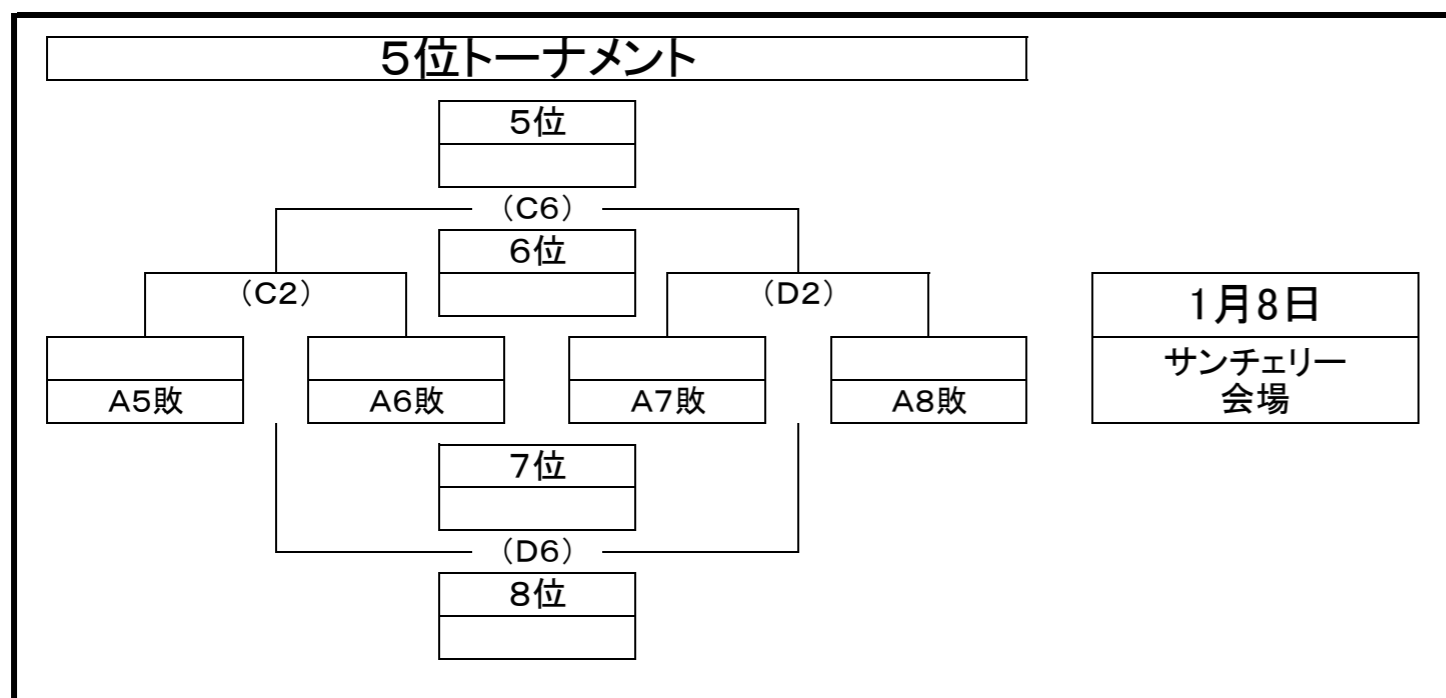 ５位トーナメント
５位
（C６）
６位
（C２）
（D２）
A５敗
A６敗
A７敗
A８敗
１月８日
サンチェリー
会場
７位
（D６）
８位